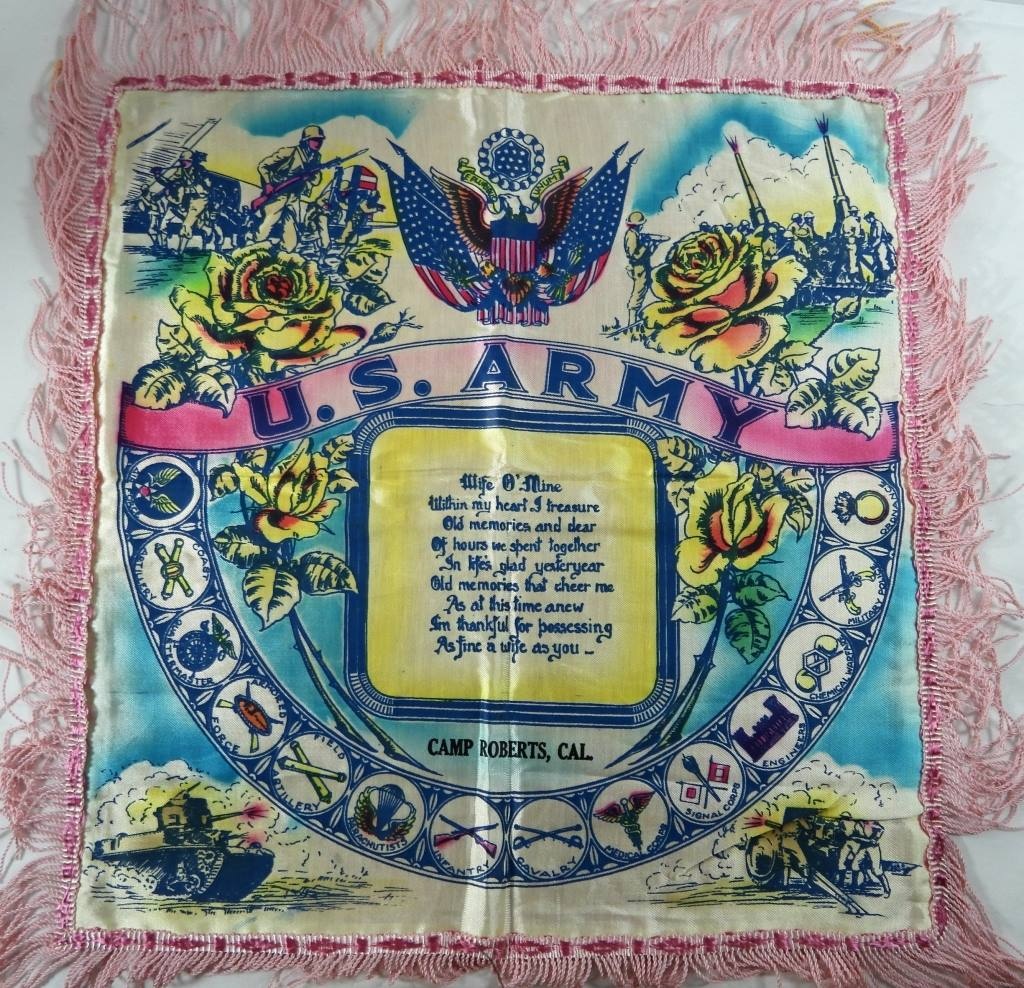 PLURIBUS UNUM
U.S. ARMY
Wife O' Mine
Within my heart I treasure
Old memories and dear
Of hours we spent together
In life's glad yesteryear
Old memories that cheer me
As at this time anew
Im thankful for possessing
As fine a wife as you _
CAMP ROBERTS, CAL.
COAST ARTILLERY
QUARTERMASTER
ARMORED FORCE
FIELD ARTILLERY
PARACHUTISTS
INFANTRY
CAVALRY
MEDICAL CORPS
SIGNAL CORPS
ENGINEERS
CHEMICAL WARFARE
MILITARY POLICE
ORDNANCE